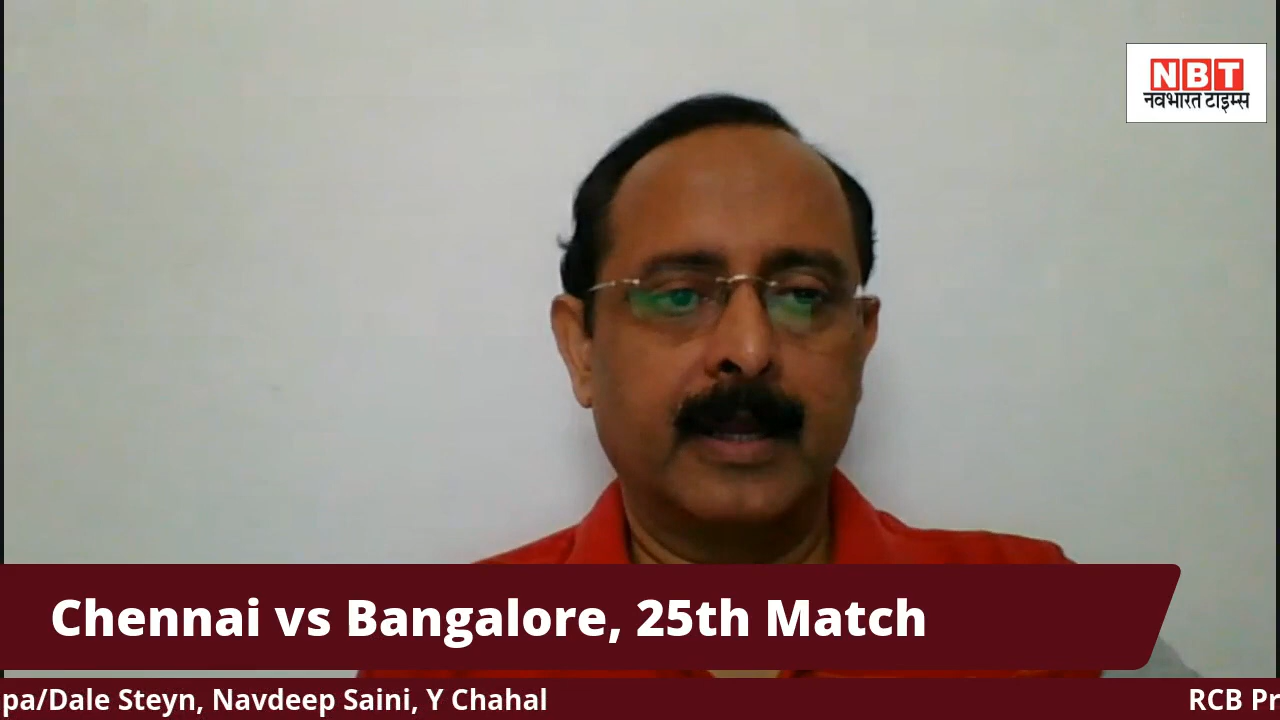 NBT
नवभारत टाइम्स
Chennai vs Bangalore, 25th Match
pa/Dale Steyn, Navdeep Saini, Y Chahal
RCB Pr